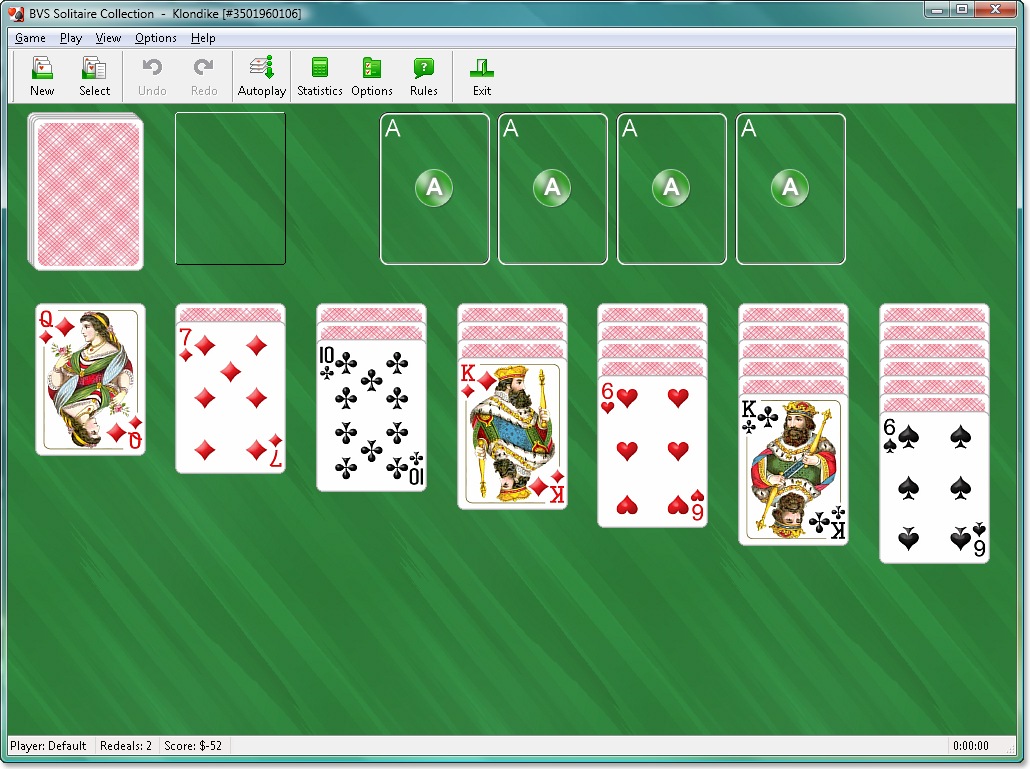 BVS Solitaire Collection - Klondike [#3501960106]
Game Play View Options Help
New Select Undo Redo Autoplay Statistics Options Rules Exit
A A A A
A A A A
Q 7 10 K 6 K 6
Q 7 10 K 6 K 6
Player: Default Redeals: 2 Score: $-52 0:00:00